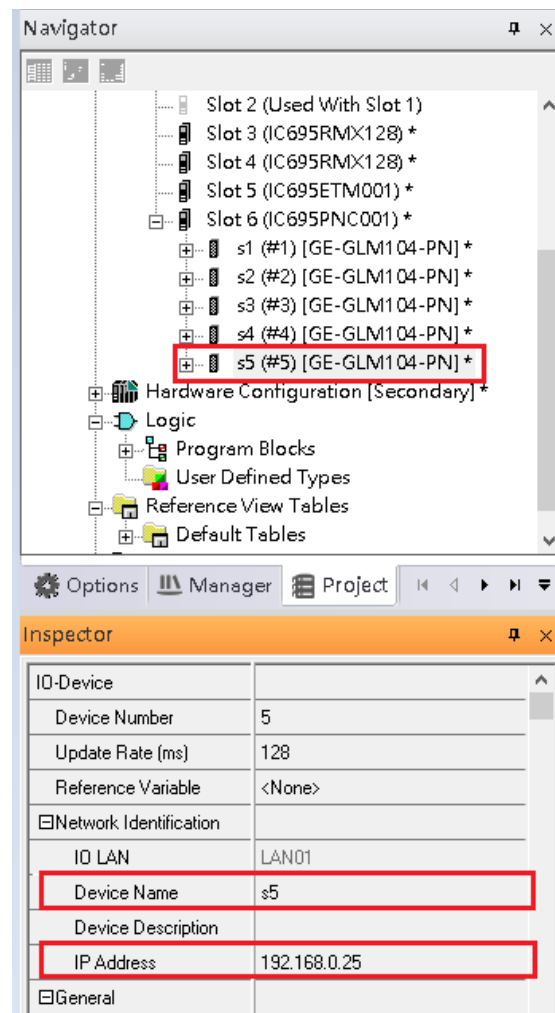 Navigator
Slot 2 (Used With Slot 1)
Slot 3 (IC695RMX128) *
Slot 4 (IC695RMX128) *
Slot 5 (IC695ETM001) *
Slot 6 (IC695PNC001) *
s1 (#1) [GE-GLM104-PN] *
s2 (#2) [GE-GLM104-PN] *
s3 (#3) [GE-GLM104-PN] *
s4 (#4) [GE-GLM104-PN] *
s5 (#5) [GE-GLM104-PN] *
Hardware Configuration [Secondary] *
Logic
Program Blocks
User Defined Types
Reference View Tables
Default Tables
Options Manager Project
Inspector
IO-Device
Device Number 5
Update Rate (ms) 128
Reference Variable <None>
Network Identification
IO LAN LAN01
Device Name s5
Device Description
IP Address 192.168.0.25
General